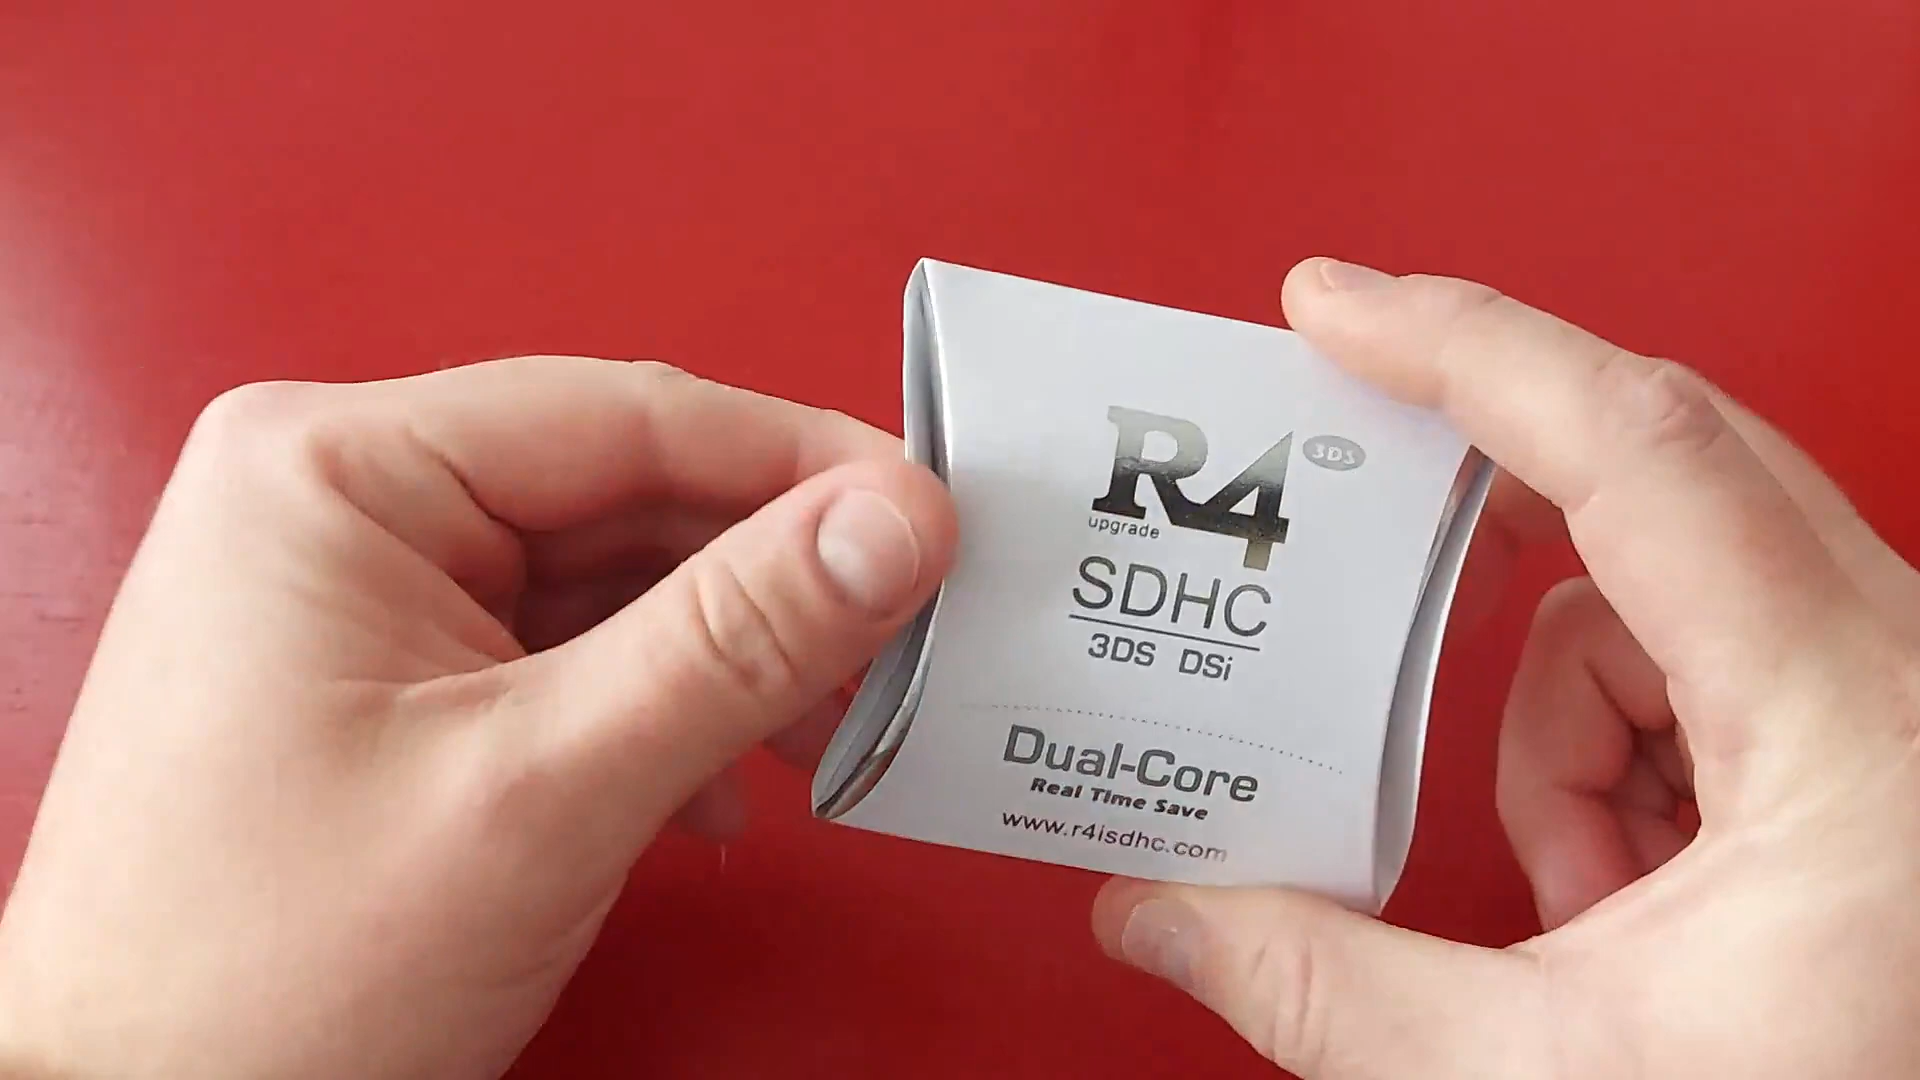 R4 3DS
upgrade
SDHC
3DS DSi
Dual-Core
Real Time Save
www.r4isdhc.com